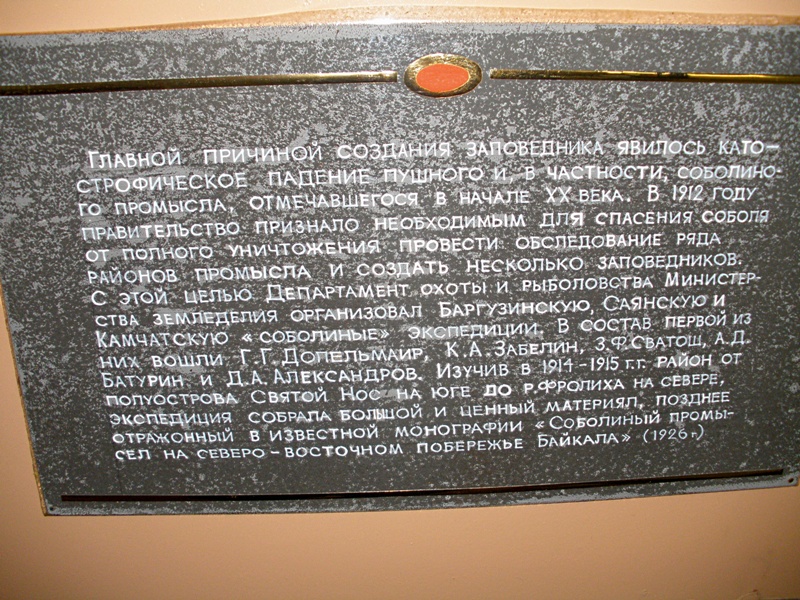 Главной причиной создания заповедника явилось като-
строфическое падение пушного и, в частности, соболино-
го промысла, отмечавшегося в начале XX века. В 1912 году
правительство признало необходимым для спасения соболя
от полного уничтожения провести обследование ряда
районов промысла и создать несколько заповедников.
С этой целью Департамент охоты и рыболовства Министер-
ства земледелия организовал Баргузинскую, Саянскую и
Камчатскую «соболиные» экспедиции. В состав первой из
них вошли Г.Г. Допельмаир, К.А. Забелин, З.Ф. Сватош, А.Д.
Батурин и Д.А. Александров. Изучив в 1914-1915 г.г. район от
полуострова Святой Нос на юге до р. Фролиха на севере,
экспедиция собрала большой и ценный материял, позднее
отражонный в известной монографии «Соболиный промы-
сел на северо-восточном побережье Байкала» (1926 г)